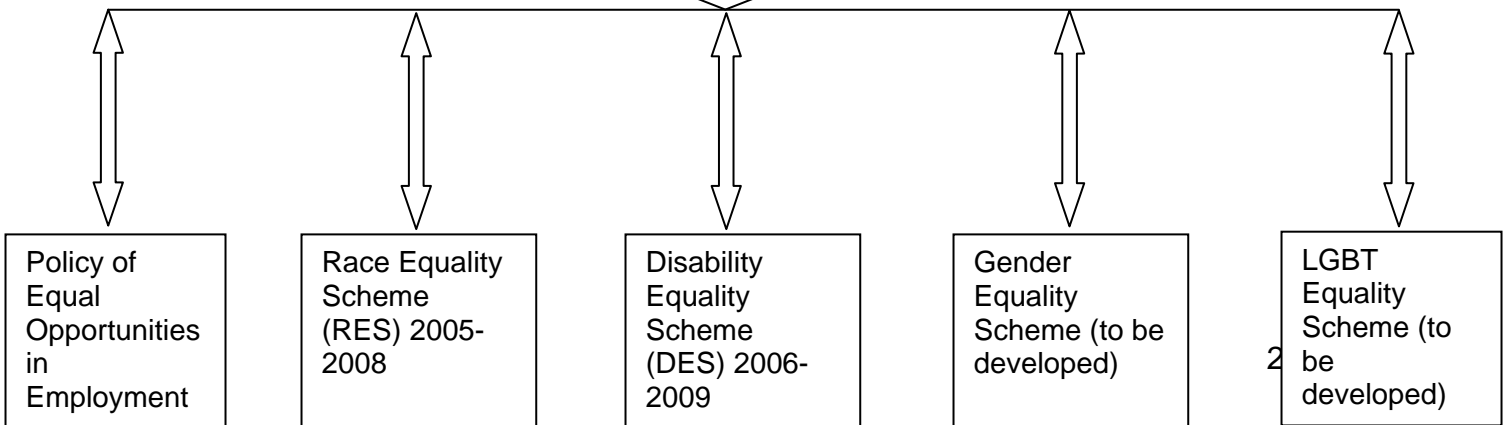 Policy of
Equal
Opportunities
in
Employment
Race Equality
Scheme
(RES) 2005-
2008
Disability
Equality
Scheme
(DES) 2006-
2009
Gender
Equality
Scheme (to be
developed)
2
LGBT
Equality
Scheme (to
be
developed)